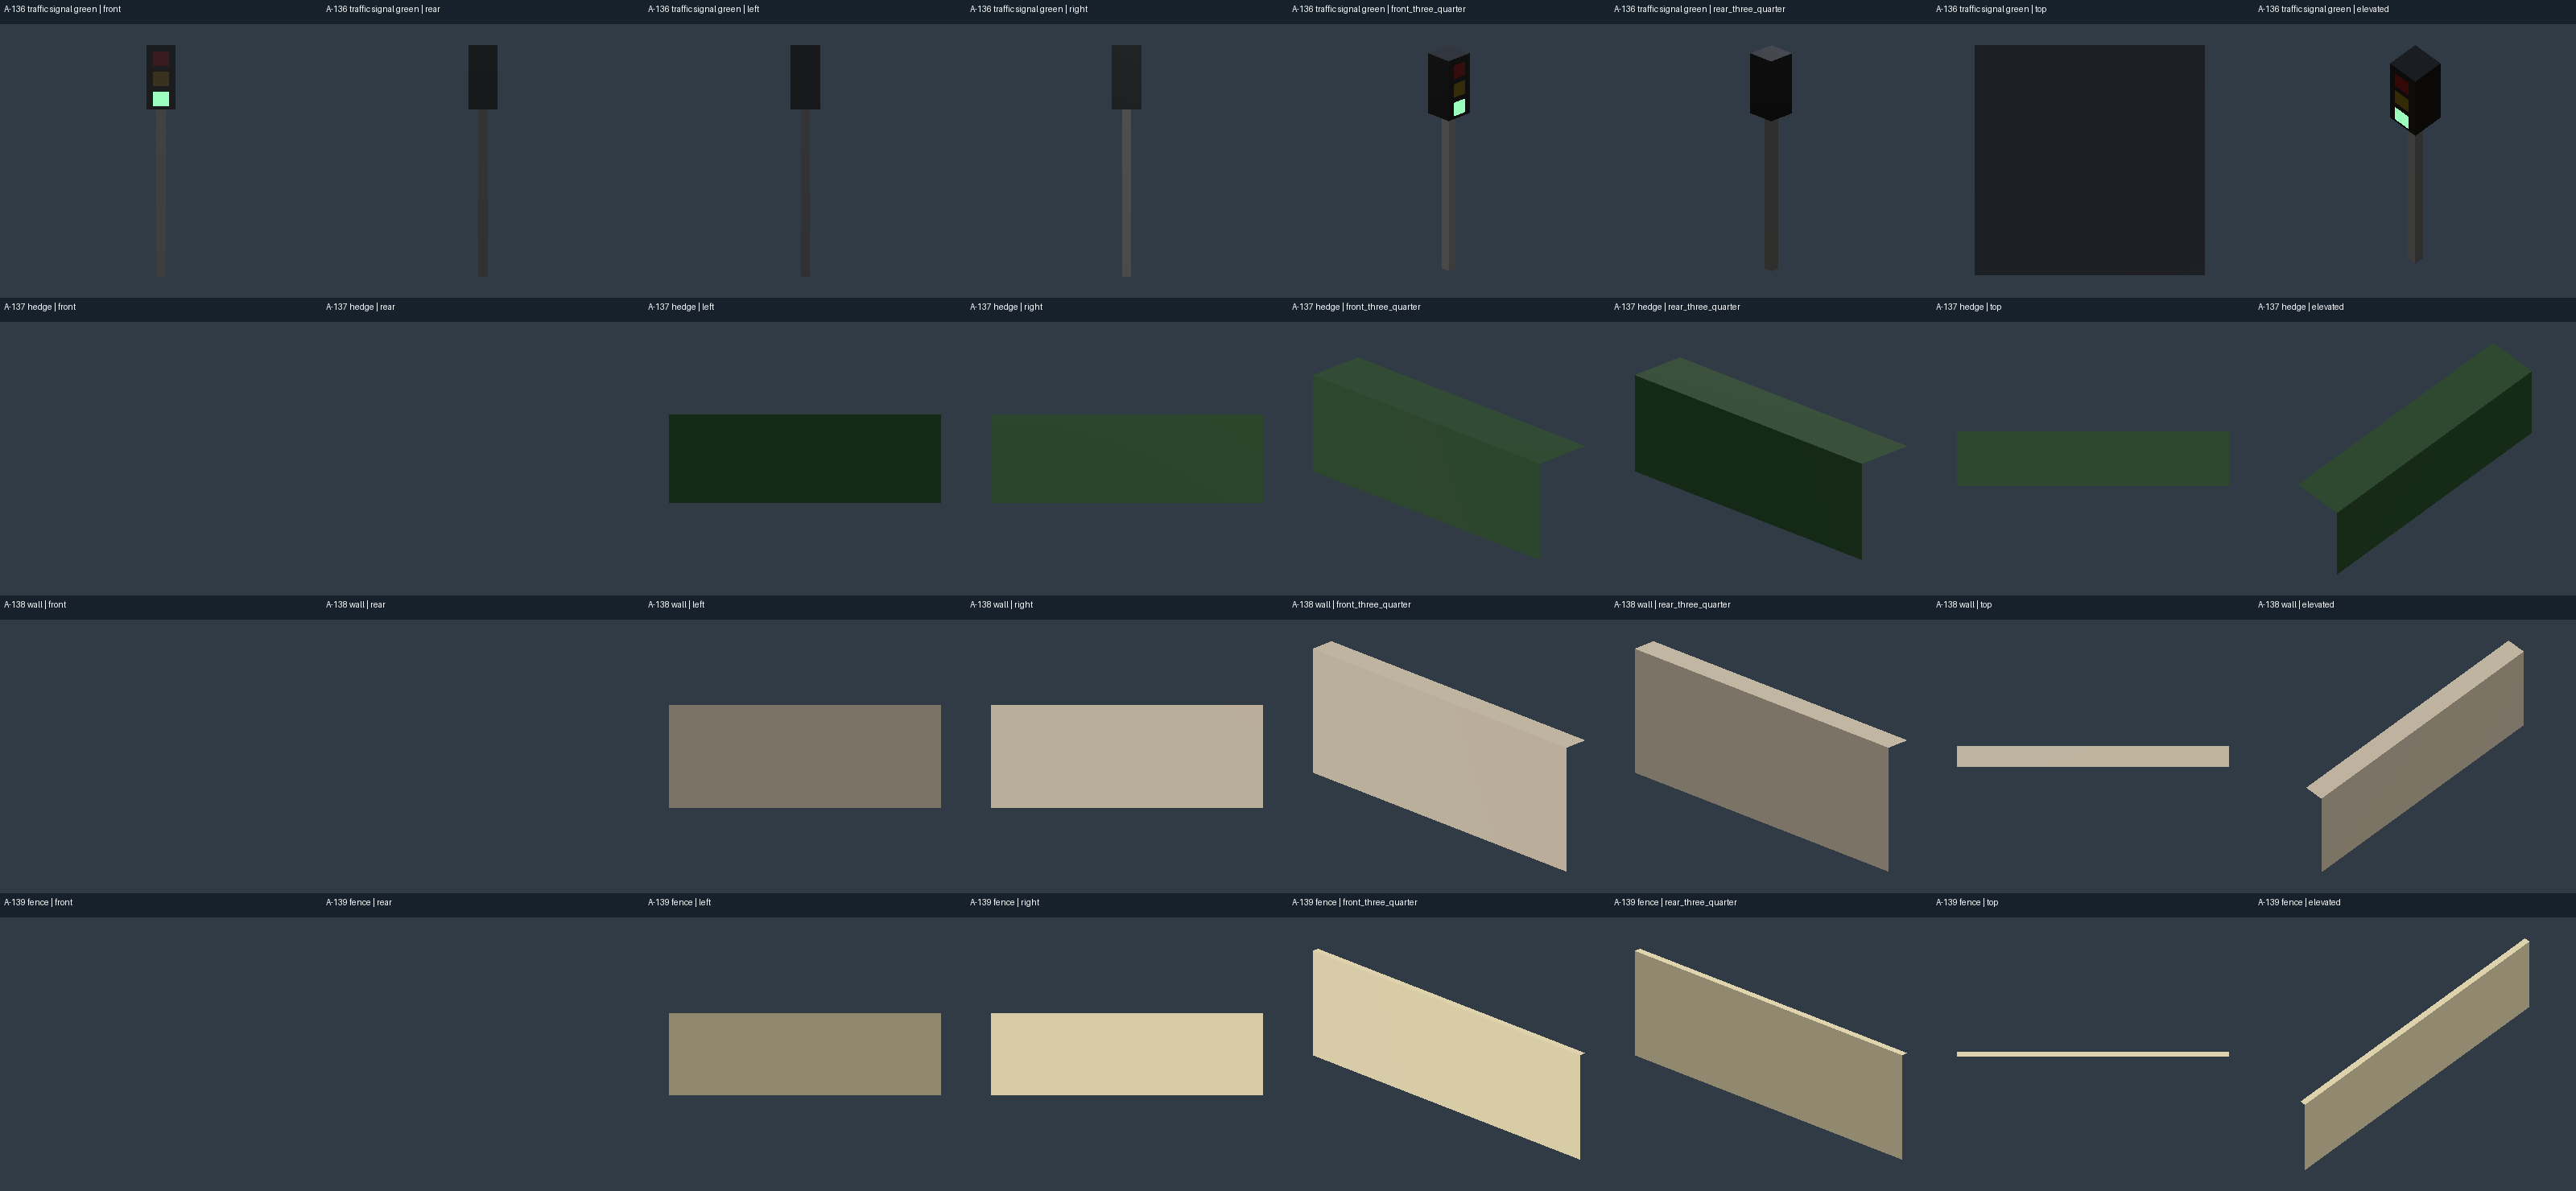 A-136 traffic signal green | front
A-136 traffic signal green | rear
A-136 traffic signal green | left
A-136 traffic signal green | right
A-136 traffic signal green | front_three_quarter
A-136 traffic signal green | rear_three_quarter
A-136 traffic signal green | top
A-136 traffic signal green | elevated
A-137 hedge | front
A-137 hedge | rear
A-137 hedge | left
A-137 hedge | right
A-137 hedge | front_three_quarter
A-137 hedge | rear_three_quarter
A-137 hedge | top
A-137 hedge | elevated
A-138 wall | front
A-138 wall | rear
A-138 wall | left
A-138 wall | right
A-138 wall | front_three_quarter
A-138 wall | rear_three_quarter
A-138 wall | top
A-138 wall | elevated
A-139 fence | front
A-139 fence | rear
A-139 fence | left
A-139 fence | right
A-139 fence | front_three_quarter
A-139 fence | rear_three_quarter
A-139 fence | top
A-139 fence | elevated